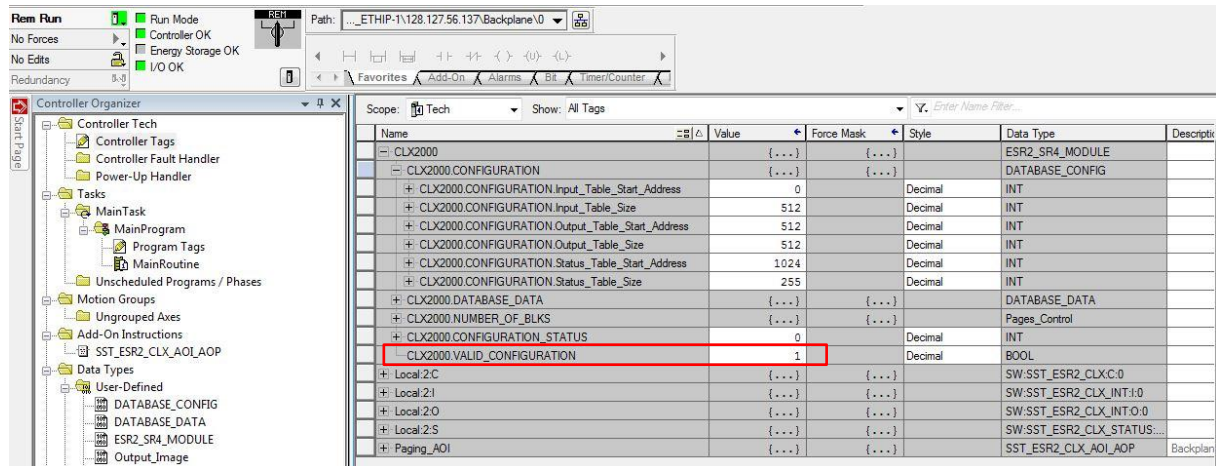 Rem Run Run Mode REM Path: ..._ETHIP-1\128.127.56.137\Backplane\0
No Forces Controller OK
No Edits Energy Storage OK
Redundancy I/O OK
Favorites Add-On Alarms Bit Timer/Counter
Start Page
Controller Organizer
Controller Tech
Controller Tags
Controller Fault Handler
Power-Up Handler
Tasks
MainTask
MainProgram
Program Tags
MainRoutine
Unscheduled Programs / Phases
Motion Groups
Ungrouped Axes
Add-On Instructions
SST_ESR2_CLX_AOI_AOP
Data Types
User-Defined
DATABASE_CONFIG
DATABASE_DATA
ESR2_SR4_MODULE
Output_Image
Scope: Tech Show: All Tags Enter Name Filter...
Name Value Force Mask Style Data Type Descriptic
CLX2000 {...} {...} ESR2_SR4_MODULE
CLX2000.CONFIGURATION {...} {...} DATABASE_CONFIG
CLX2000.CONFIGURATION.Input_Table_Start_Address 0 Decimal INT
CLX2000.CONFIGURATION.Input_Table_Size 512 Decimal INT
CLX2000.CONFIGURATION.Output_Table_Start_Address 512 Decimal INT
CLX2000.CONFIGURATION.Output_Table_Size 512 Decimal INT
CLX2000.CONFIGURATION.Status_Table_Start_Address 1024 Decimal INT
CLX2000.CONFIGURATION.Status_Table_Size 255 Decimal INT
CLX2000.DATABASE_DATA {...} {...} DATABASE_DATA
CLX2000.NUMBER_OF_BLKS {...} {...} Pages_Control
CLX2000.CONFIGURATION_STATUS 0 Decimal INT
CLX2000.VALID_CONFIGURATION 1 Decimal BOOL
Local:2:C {...} {...} SW:SST_ESR2_CLX:C:0
Local:2:I {...} {...} SW:SST_ESR2_CLX_INT:I:0
Local:2:O {...} {...} SW:SST_ESR2_CLX_INT:O:0
Local:2:S {...} {...} SW:SST_ESR2_CLX_STATUS:...
Paging_AOI {...} {...} SST_ESR2_CLX_AOI_AOP Backplan